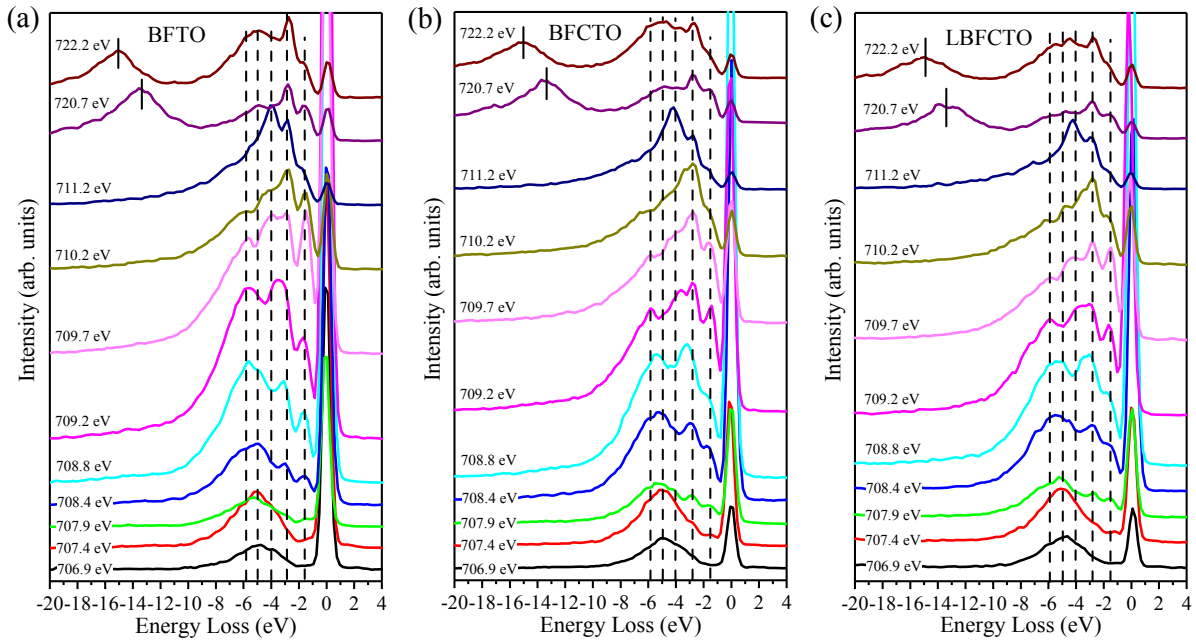 (a)
BFTO
722.2 eV
720.7 eV
711.2 eV
710.2 eV
709.7 eV
709.2 eV
708.8 eV
708.4 eV
707.9 eV
707.4 eV
706.9 eV
Intensity (arb. units)
-20-18-16-14-12-10 -8 -6 -4 -2 0 2 4
Energy Loss (eV)
(b)
BFCTO
722.2 eV
720.7 eV
711.2 eV
710.2 eV
709.7 eV
709.2 eV
708.8 eV
708.4 eV
707.9 eV
707.4 eV
706.9 eV
Intensity (arb. units)
-20-18-16-14-12-10 -8 -6 -4 -2 0 2 4
Energy Loss (eV)
(c)
LBFCTO
722.2 eV
720.7 eV
711.2 eV
710.2 eV
709.7 eV
709.2 eV
708.8 eV
708.4 eV
707.9 eV
707.4 eV
706.9 eV
Intensity (arb. units)
-20-18-16-14-12-10 -8 -6 -4 -2 0 2 4
Energy Loss (eV)